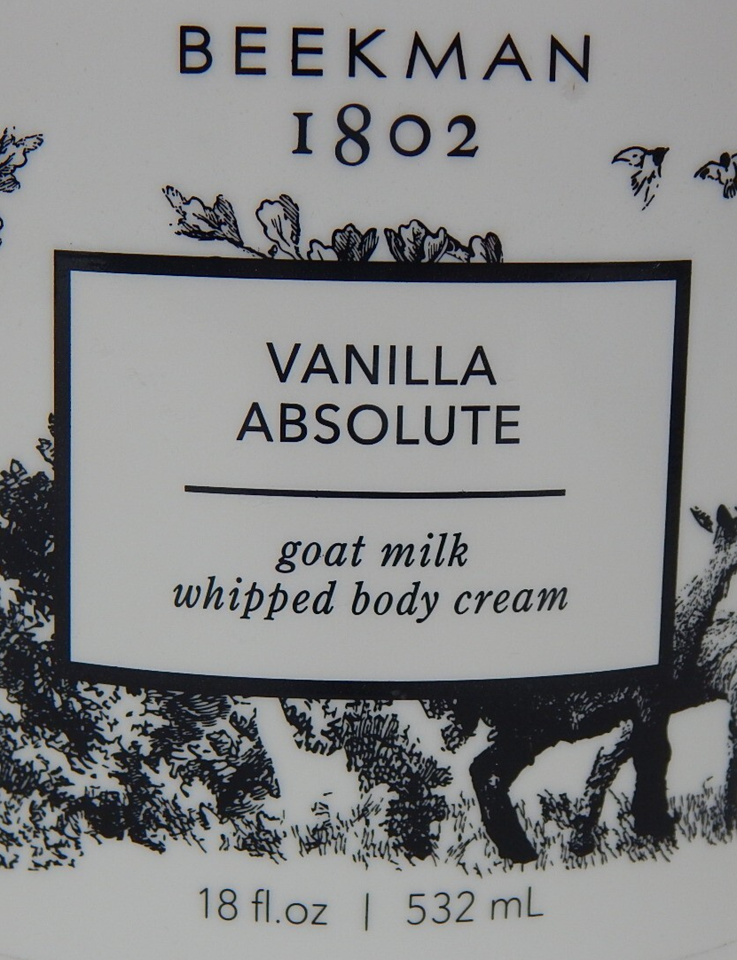 BEEKMAN
1802
VANILLA
ABSOLUTE
goat milk
whipped body cream
18 fl.oz | 532 mL